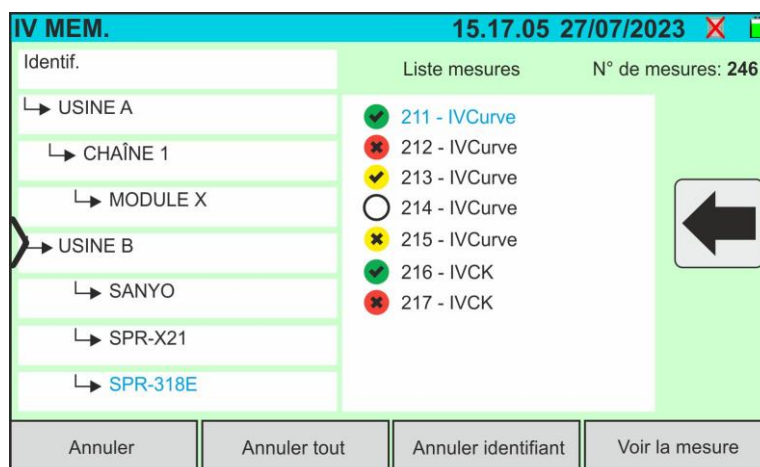 IV MEM. 15.17.05 27/07/2023
Identif.
Liste mesures N° de mesures: 246
USINE A
CHAÎNE 1
MODULE X
USINE B
SANYO
SPR-X21
SPR-318E
211 - IVCurve
212 - IVCurve
213 - IVCurve
214 - IVCurve
215 - IVCurve
216 - IVCK
217 - IVCK
Annuler Annuler tout Annuler identifiant Voir la mesure